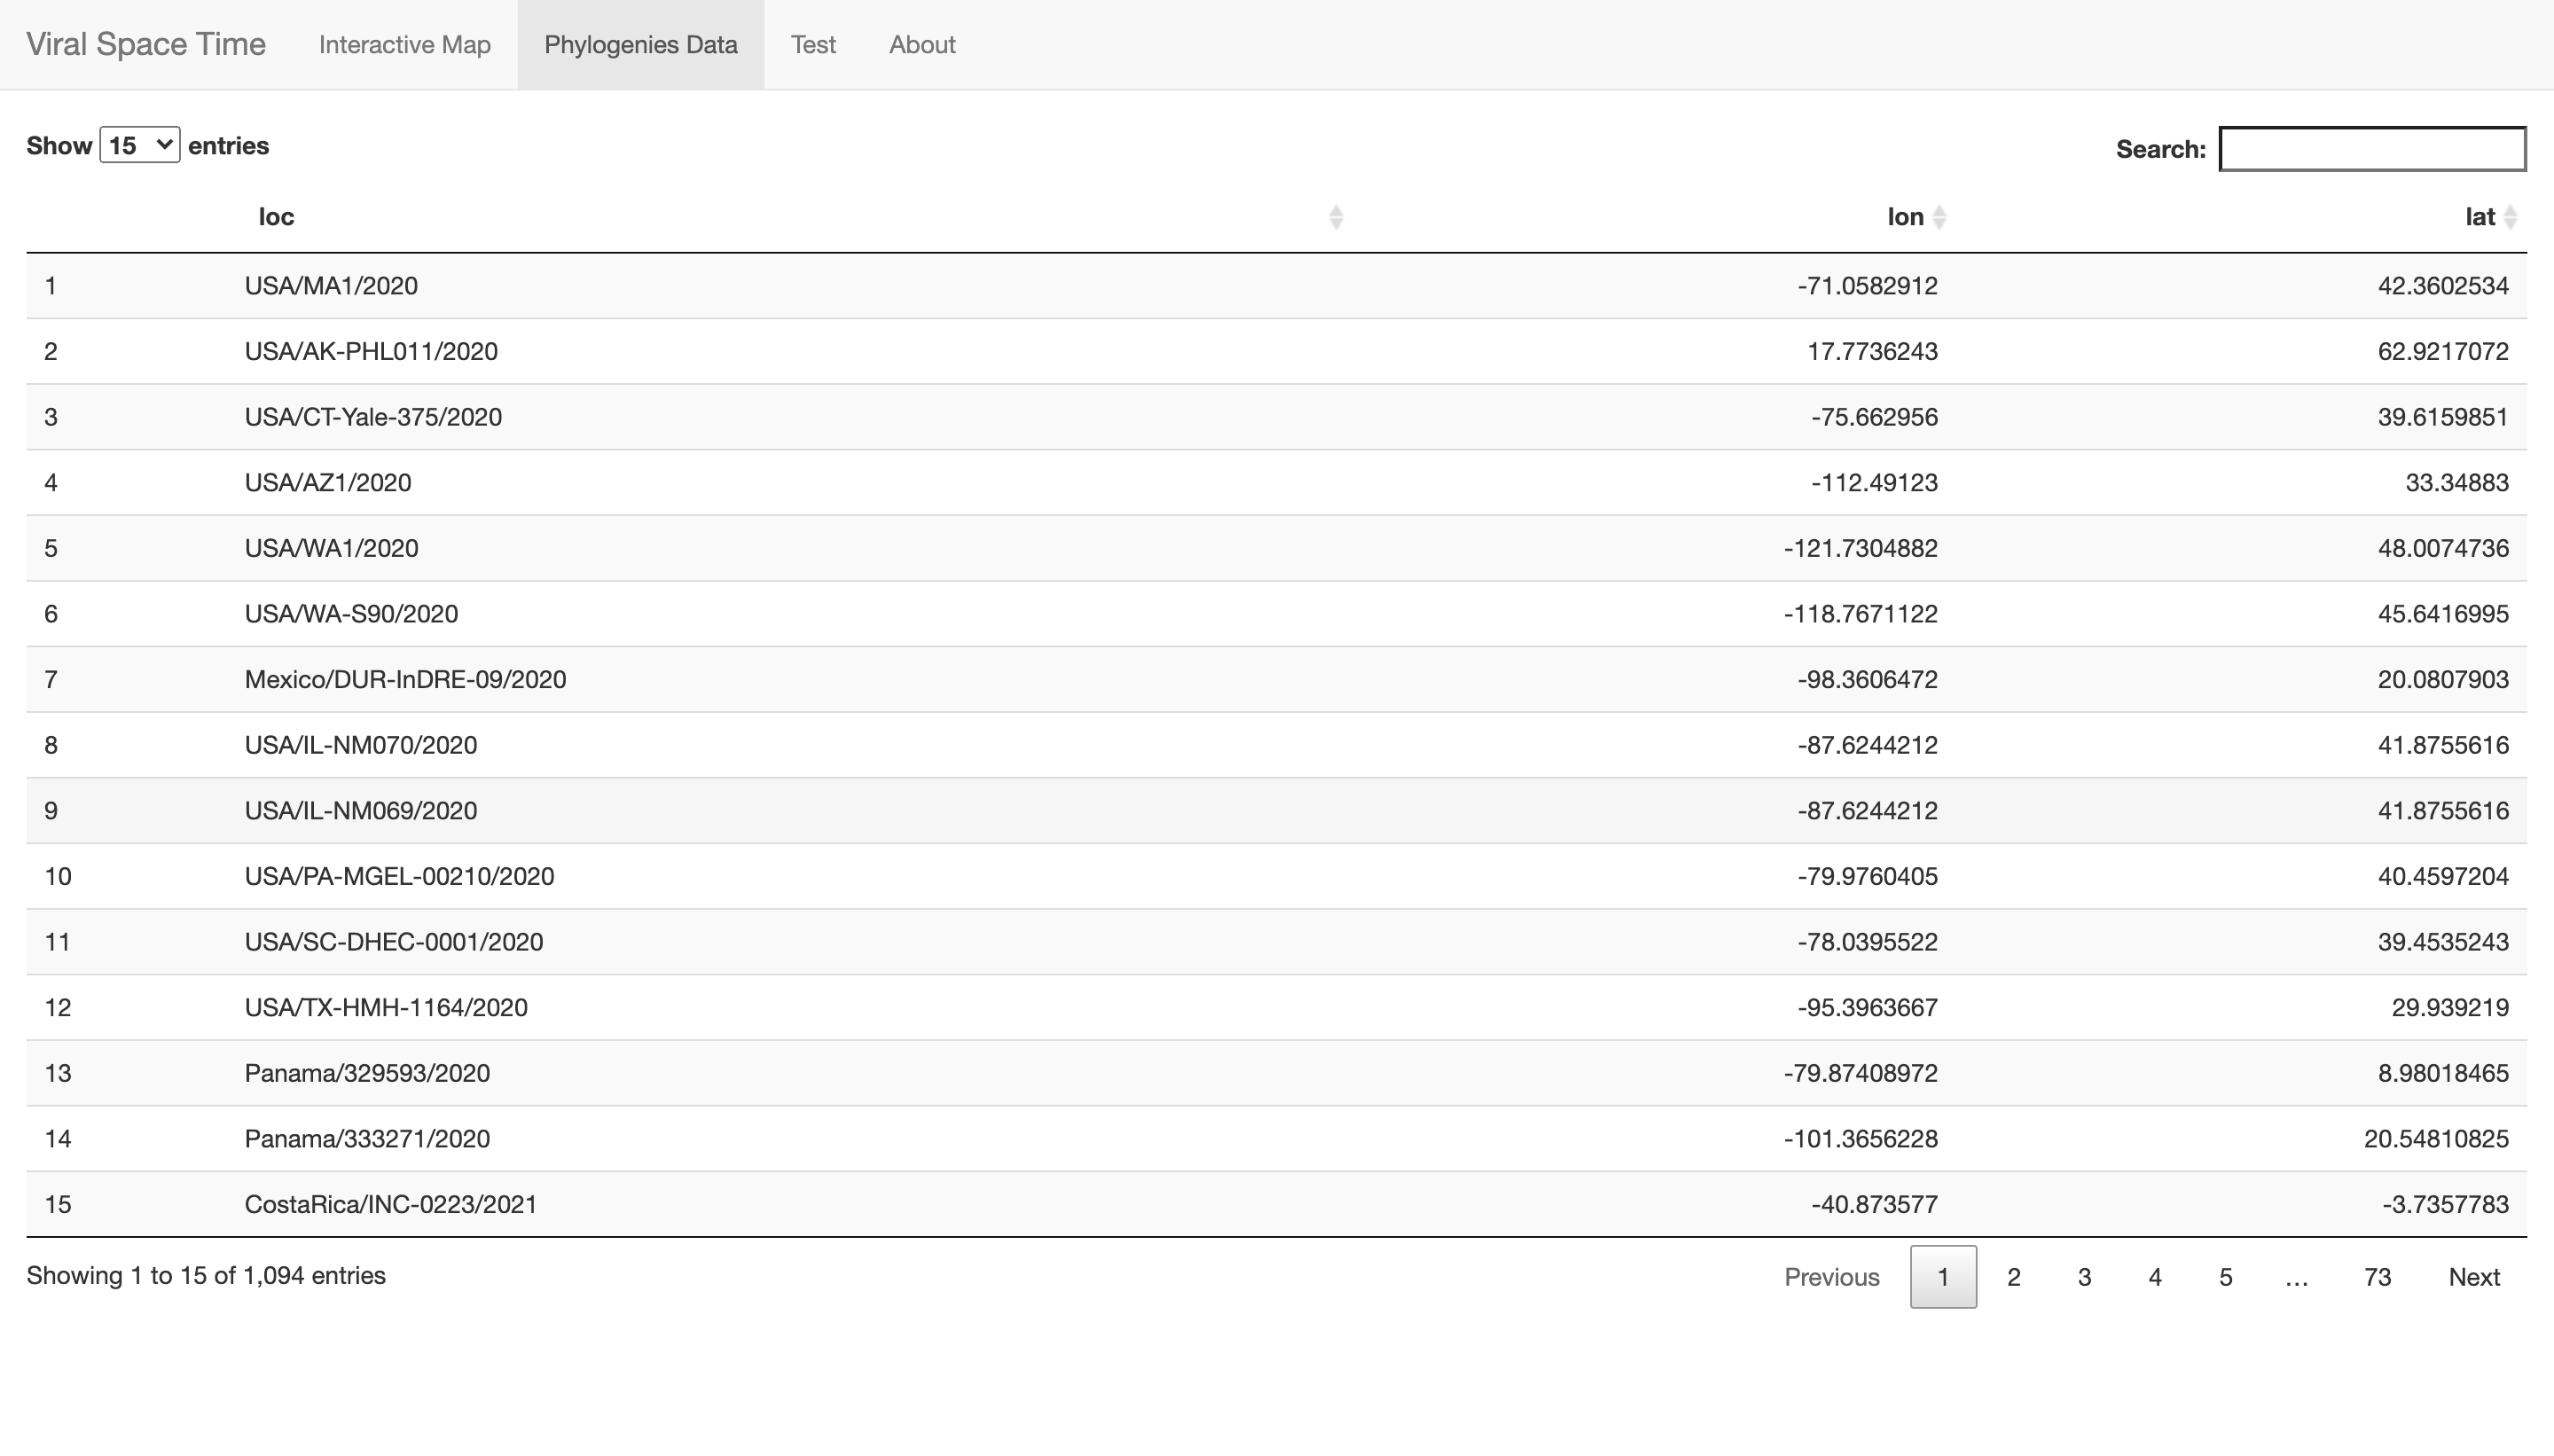 Viral Space Time Interactive Map Phylogenies Data Test About
Show 15 entries Search:
loc lon lat
1 USA/MA1/2020 -71.0582912 42.3602534
2 USA/AK-PHL011/2020 17.7736243 62.9217072
3 USA/CT-Yale-375/2020 -75.662956 39.6159851
4 USA/AZ1/2020 -112.49123 33.34883
5 USA/WA1/2020 -121.7304882 48.0074736
6 USA/WA-S90/2020 -118.7671122 45.6416995
7 Mexico/DUR-InDRE-09/2020 -98.3606472 20.0807903
8 USA/IL-NM070/2020 -87.6244212 41.8755616
9 USA/IL-NM069/2020 -87.6244212 41.8755616
10 USA/PA-MGEL-00210/2020 -79.9760405 40.4597204
11 USA/SC-DHEC-0001/2020 -78.0395522 39.4535243
12 USA/TX-HMH-1164/2020 -95.3963667 29.939219
13 Panama/329593/2020 -79.87408972 8.98018465
14 Panama/333271/2020 -101.3656228 20.54810825
15 CostaRica/INC-0223/2021 -40.873577 -3.7357783
Showing 1 to 15 of 1,094 entries Previous 1 2 3 4 5 … 73 Next